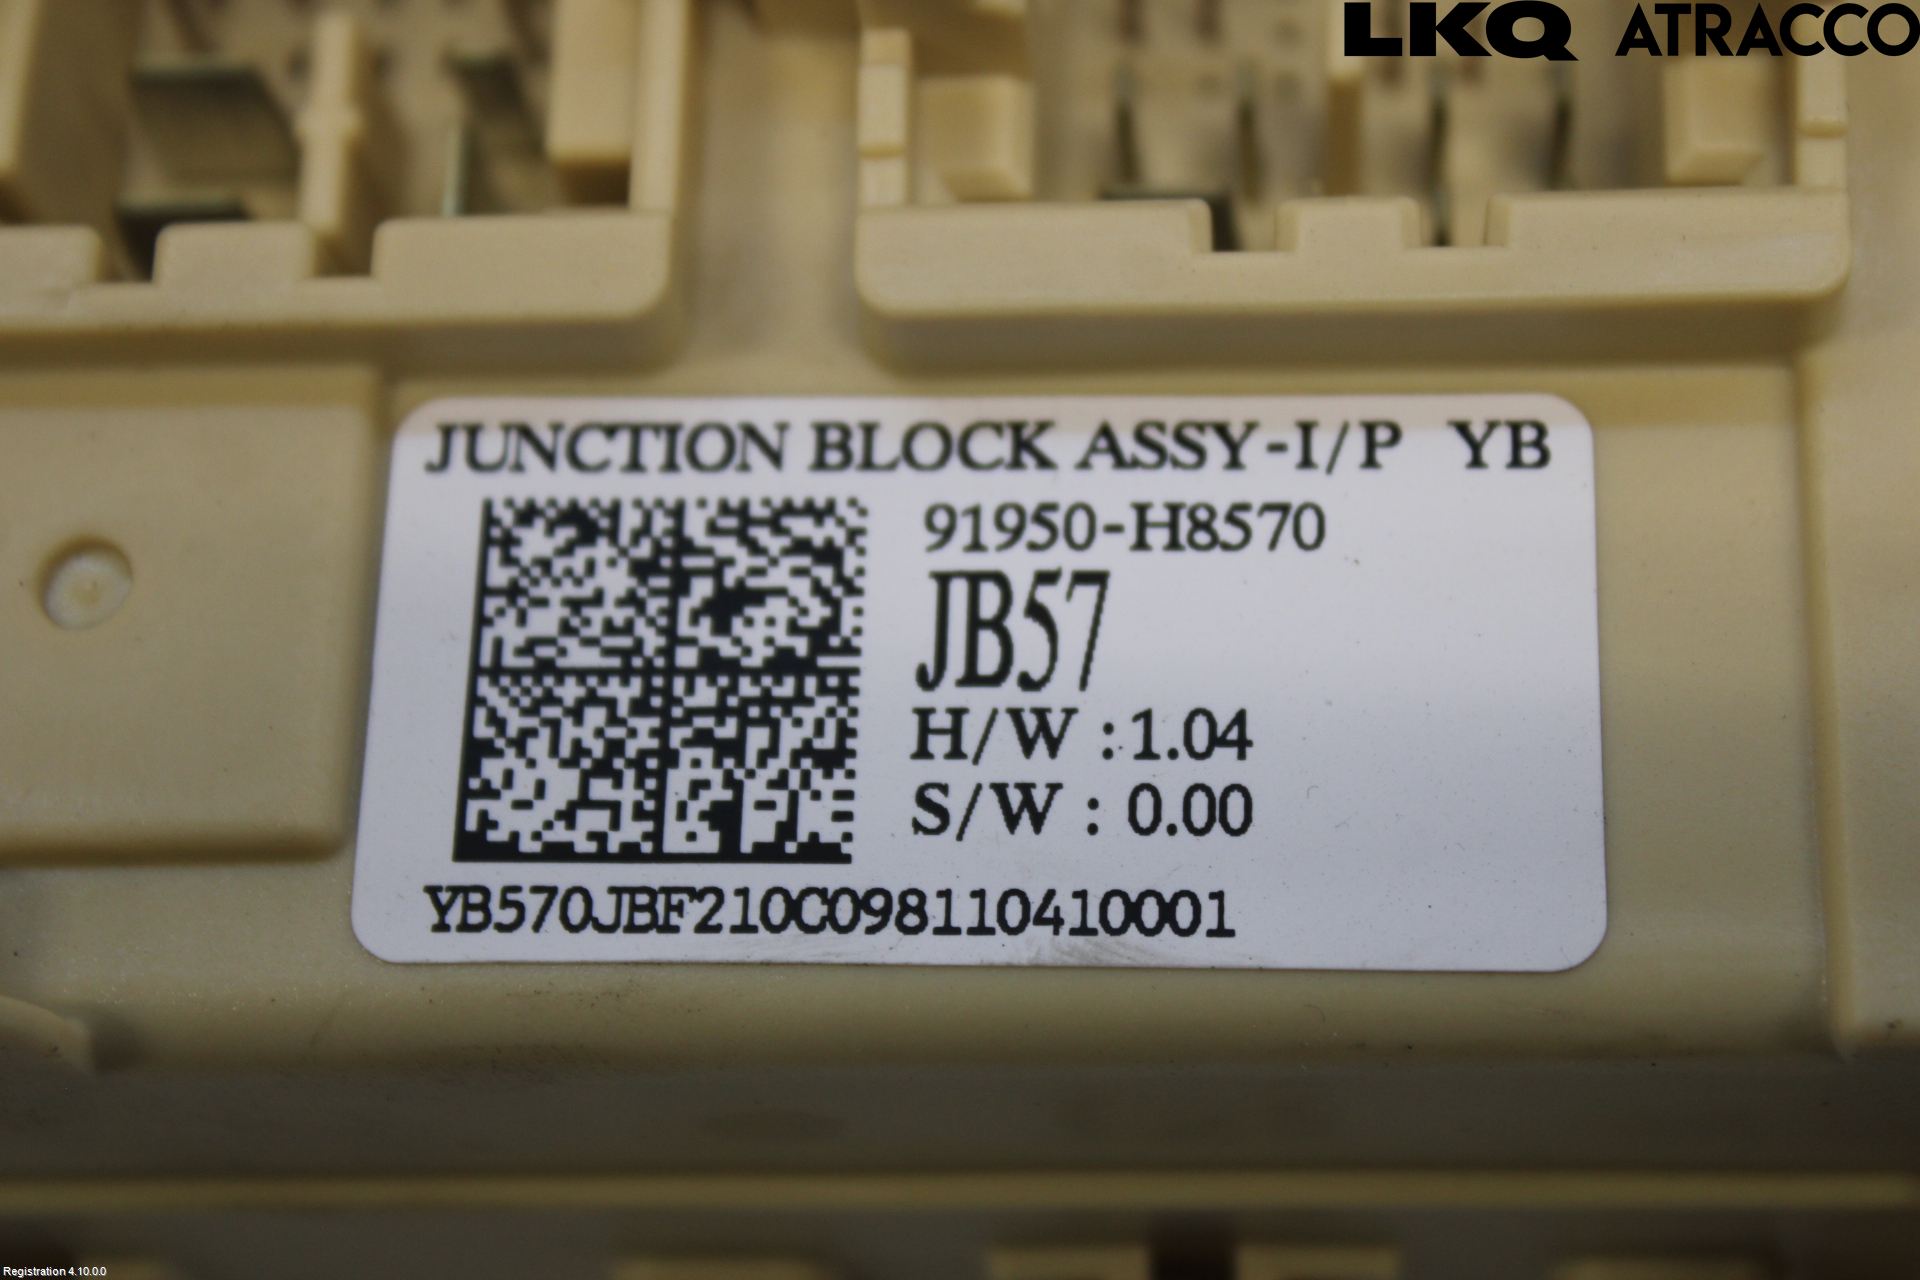 LKQ ATRACCO
JUNCTION BLOCK ASSY-I/P YB
91950-H8570
JB57
H/W : 1.04
S/W : 0.00
YB570JBF210C098110410001
Registration 4.10.0.0